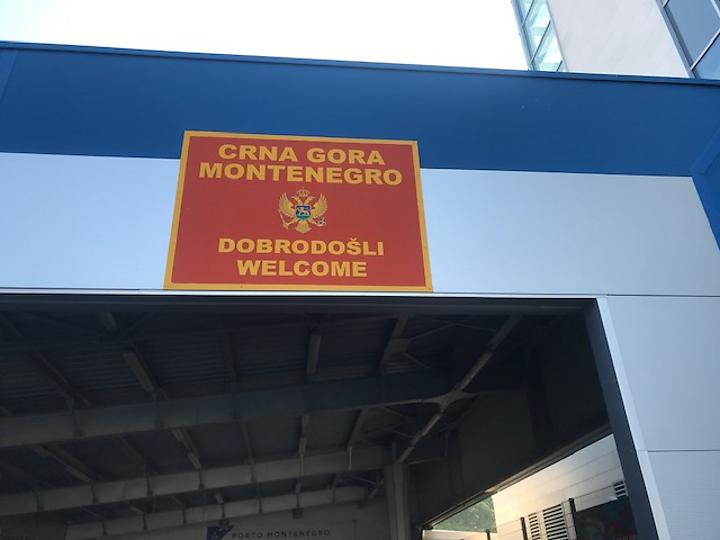 CRNA GORA
MONTENEGRO
DOBRODOŠLI
WELCOME
PORTO MONTENEGRO